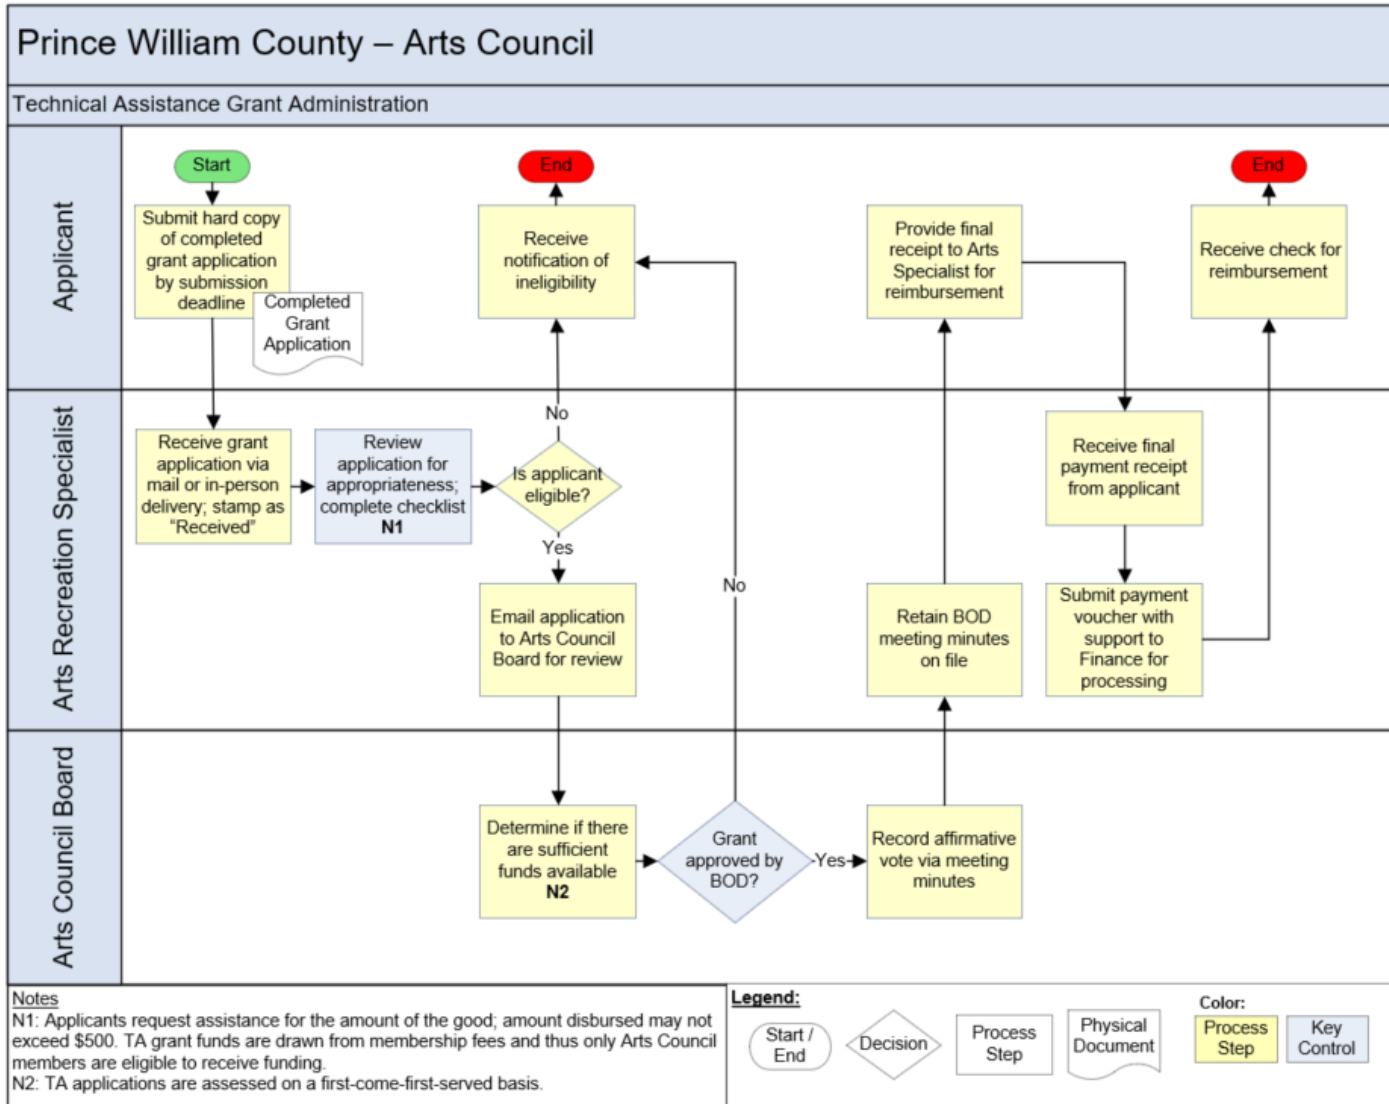 Prince William County – Arts Council
Technical Assistance Grant Administration
Applicant
Start
Submit hard copy
of completed
grant application
by submission
deadline
Completed
Grant
Application
End
Receive
notification of
ineligibility
Provide final
receipt to Arts
Specialist for
reimbursement
End
Receive check for
reimbursement
Arts Recreation Specialist
Receive grant
application via
mail or in-person
delivery; stamp as
“Received”
Review
application for
appropriateness;
complete checklist
N1
No
Is applicant
eligible?
Yes
Email application
to Arts Council
Board for review
No
Retain BOD
meeting minutes
on file
Receive final
payment receipt
from applicant
Submit payment
voucher with
support to
Finance for
processing
Arts Council Board
Determine if there
are sufficient
funds available
N2
Grant
approved by
BOD?
Yes
Record affirmative
vote via meeting
minutes
Notes
N1: Applicants request assistance for the amount of the good; amount disbursed may not
exceed $500. TA grant funds are drawn from membership fees and thus only Arts Council
members are eligible to receive funding.
N2: TA applications are assessed on a first-come-first-served basis.
Legend:
Start /
End
Decision
Process
Step
Physical
Document
Color:
Process
Step
Key
Control